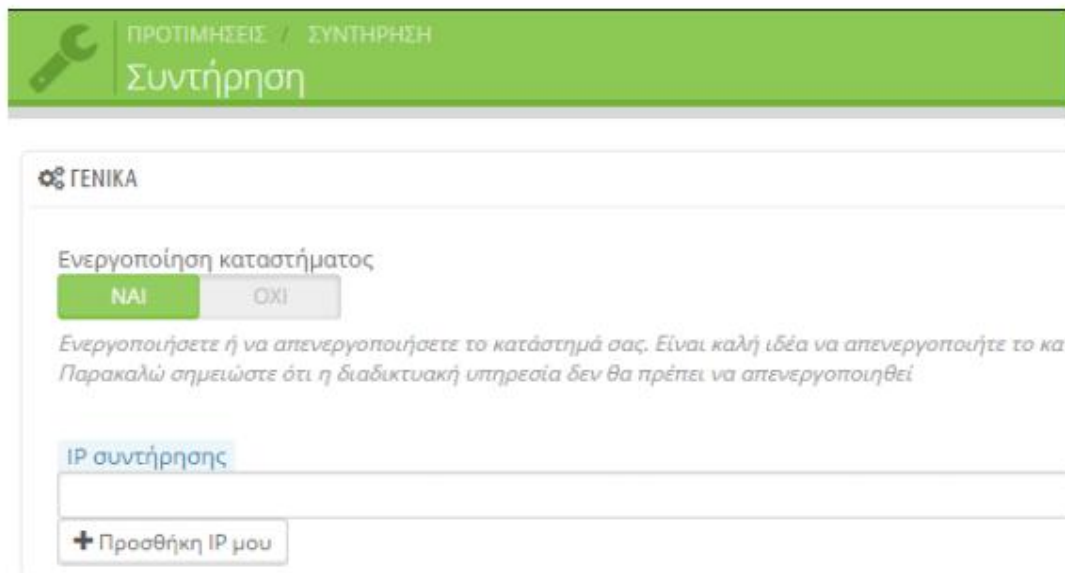 ΠΡΟΤΙΜΗΣΕΙΣ / ΣΥΝΤΗΡΗΣΗ
Συντήρηση
ΓΕΝΙΚΑ
Ενεργοποίηση καταστήματος
ΝΑΙ ΟΧΙ
Ενεργοποιήσετε ή να απενεργοποιήσετε το κατάστημά σας. Είναι καλή ιδέα να απενεργοποιήτε το κα
Παρακαλώ σημειώστε ότι η διαδικτυακή υπηρεσία δεν θα πρέπει να απενεργοποιηθεί
IP συντήρησης
Προσθήκη IP μου